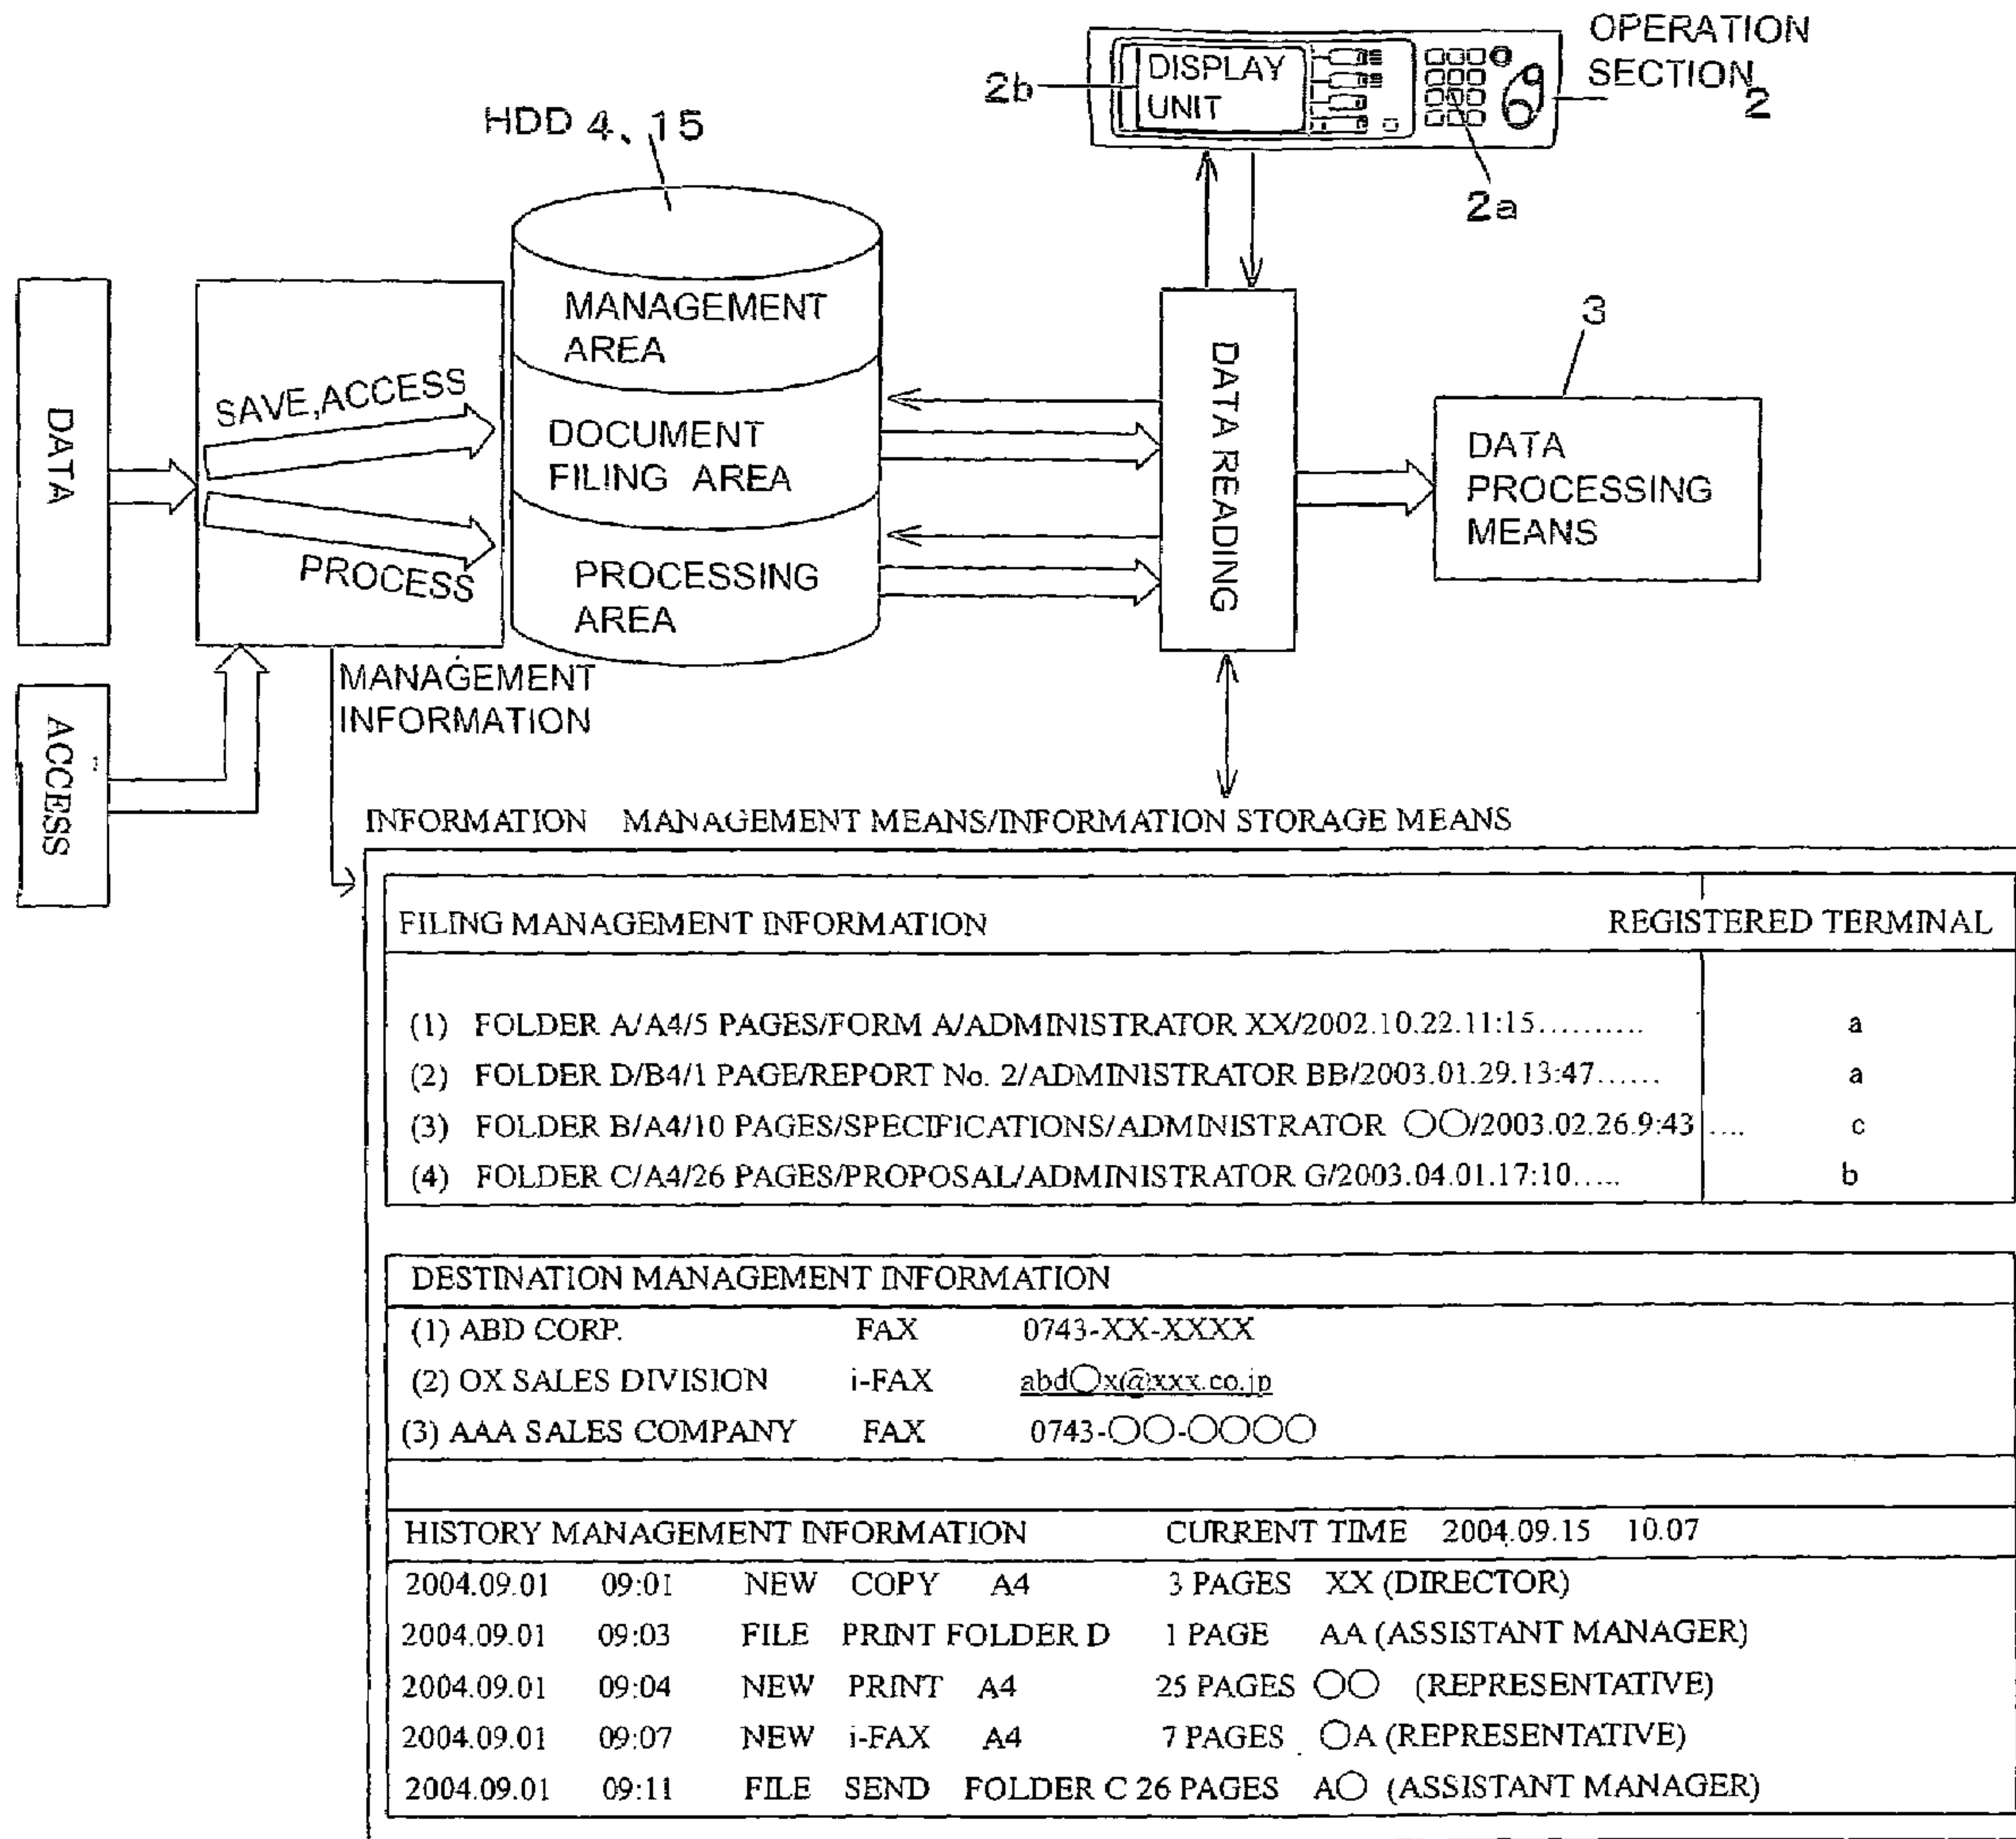 OPERATION
SECTION
2
2b
DISPLAY
UNIT
2a
HDD 4、15
MANAGEMENT
AREA
DOCUMENT
FILING AREA
PROCESSING
AREA
DATA
SAVE,ACCESS
PROCESS
ACCESS
MANAGEMENT
INFORMATION
DATA READING
3
DATA
PROCESSING
MEANS
INFORMATION MANAGEMENT MEANS/INFORMATION STORAGE MEANS
FILING MANAGEMENT INFORMATION REGISTERED TERMINAL
(1) FOLDER A/A4/5 PAGES/FORM A/ADMINISTRATOR XX/2002.10.22.11:15.......... a
(2) FOLDER D/B4/1 PAGE/REPORT No. 2/ADMINISTRATOR BB/2003.01.29.13:47...... a
(3) FOLDER B/A4/10 PAGES/SPECIFICATIONS/ADMINISTRATOR ○○/2003.02.26.9:43 .... c
(4) FOLDER C/A4/26 PAGES/PROPOSAL/ADMINISTRATOR G/2003.04.01.17:10..... b
DESTINATION MANAGEMENT INFORMATION
(1) ABD CORP. FAX 0743-XX-XXXX
(2) OX SALES DIVISION i-FAX abd○x@xxx.co.jp
(3) AAA SALES COMPANY FAX 0743-○○-○○○○
HISTORY MANAGEMENT INFORMATION CURRENT TIME 2004.09.15 10.07
2004.09.01 09:01 NEW COPY A4 3 PAGES XX (DIRECTOR)
2004.09.01 09:03 FILE PRINT FOLDER D 1 PAGE AA (ASSISTANT MANAGER)
2004.09.01 09:04 NEW PRINT A4 25 PAGES ○○ (REPRESENTATIVE)
2004.09.01 09:07 NEW i-FAX A4 7 PAGES ○A (REPRESENTATIVE)
2004.09.01 09:11 FILE SEND FOLDER C 26 PAGES A○ (ASSISTANT MANAGER)